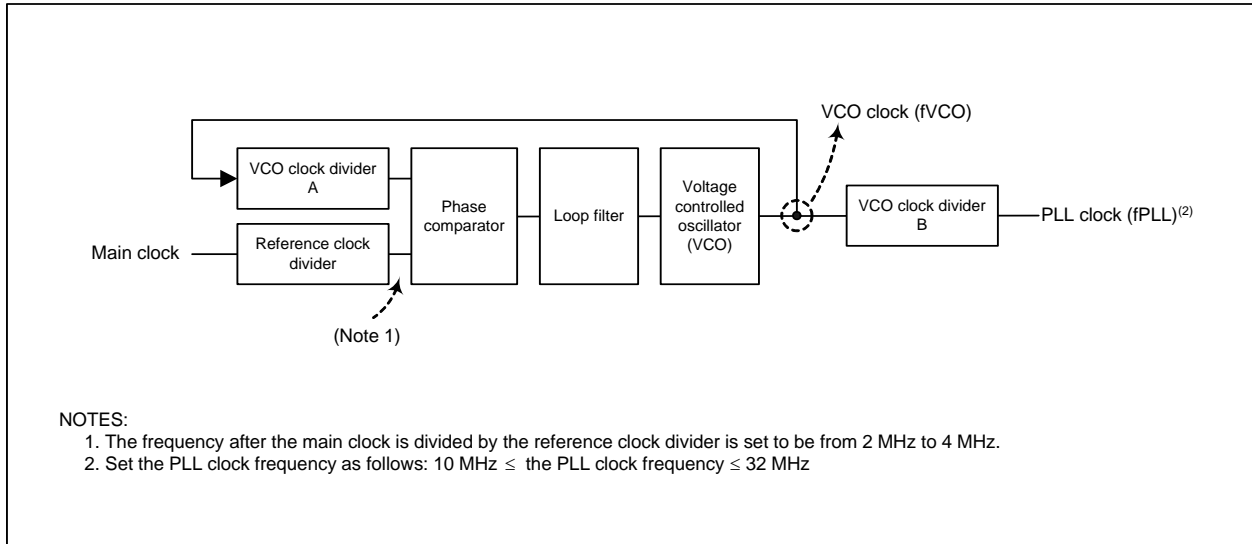 VCO clock (fVCO)
VCO clock divider
A
Phase
comparator
Loop filter
Voltage
controlled
oscillator
(VCO)
VCO clock divider
B
PLL clock (fPLL)(2)
Main clock
Reference clock
divider
(Note 1)
NOTES:
1. The frequency after the main clock is divided by the reference clock divider is set to be from 2 MHz to 4 MHz.
2. Set the PLL clock frequency as follows: 10 MHz ≤ the PLL clock frequency ≤ 32 MHz